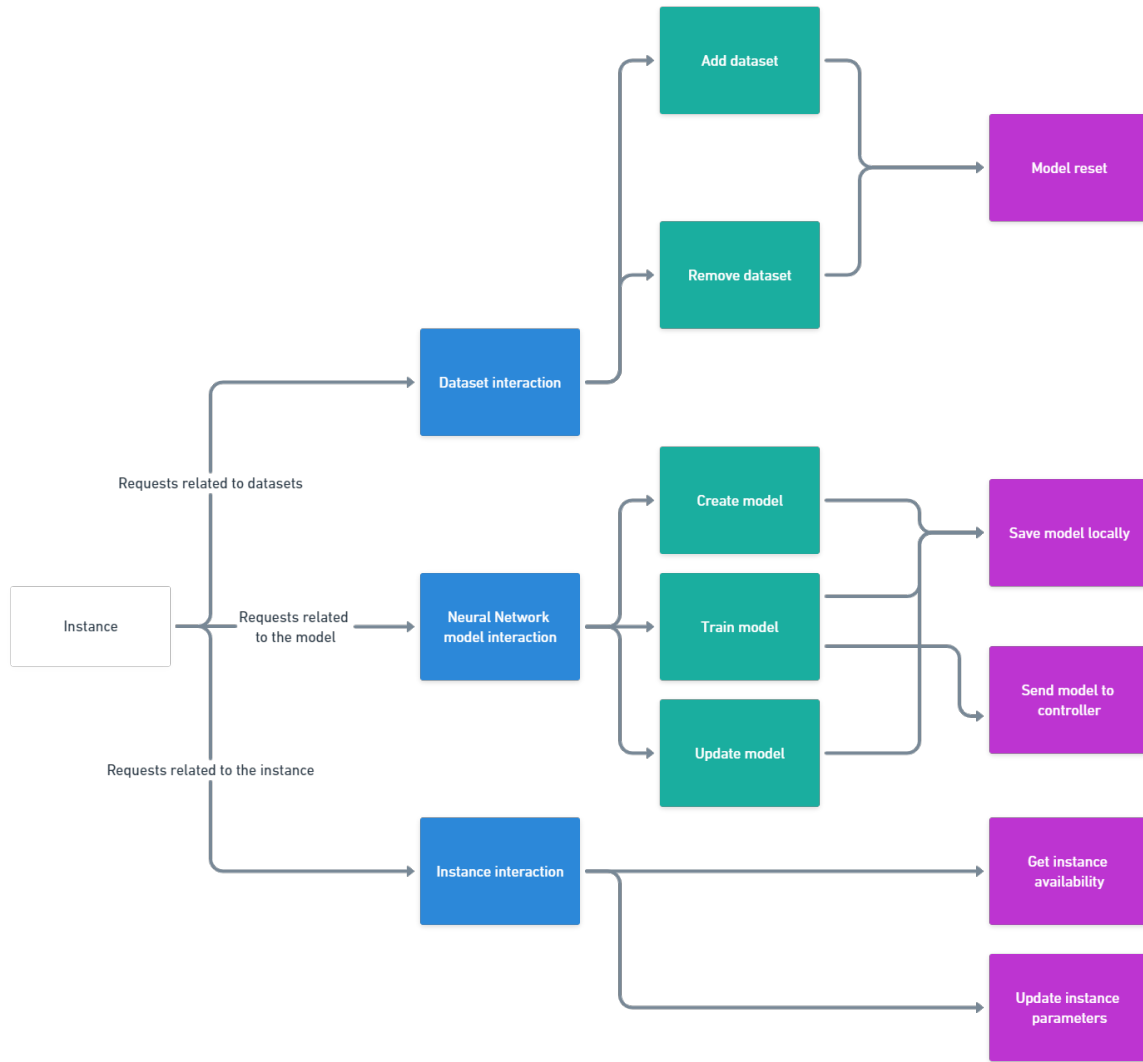 Add dataset
Model reset
Remove dataset
Dataset interaction
Requests related to datasets
Create model
Save model locally
Instance
Requests related
to the model
Neural Network
model interaction
Train model
Send model to
controller
Update model
Requests related to the instance
Instance interaction
Get instance
availability
Update instance
parameters